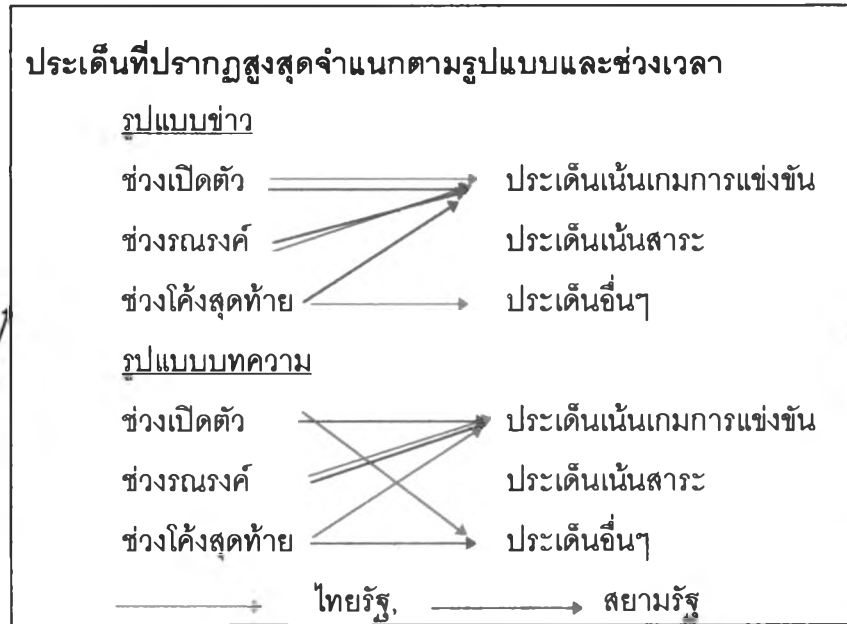 ประเด็นที่ปรากฏสูงสุดจำแนกตามรูปแบบและช่วงเวลา
รูปแบบข่าว
ช่วงเปิดตัว ประเด็นเน้นเกมการแข่งขัน
ช่วงรณรงค์ ประเด็นเน้นสาระ
ช่วงโค้งสุดท้าย ประเด็นอื่นๆ
รูปแบบบทความ
ช่วงเปิดตัว ประเด็นเน้นเกมการแข่งขัน
ช่วงรณรงค์ ประเด็นเน้นสาระ
ช่วงโค้งสุดท้าย ประเด็นอื่นๆ
ไทยรัฐ, สยามรัฐ